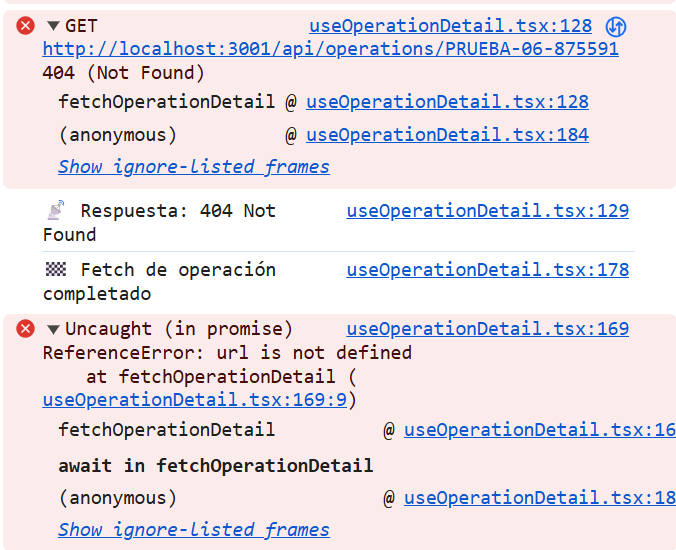 GET useOperationDetail.tsx:128
http://localhost:3001/api/operations/PRUEBA-06-875591
404 (Not Found)
fetchOperationDetail @ useOperationDetail.tsx:128
(anonymous) @ useOperationDetail.tsx:184
Show ignore-listed frames
Respuesta: 404 Not useOperationDetail.tsx:129
Found
Fetch de operación useOperationDetail.tsx:178
completado
Uncaught (in promise) useOperationDetail.tsx:169
ReferenceError: url is not defined
at fetchOperationDetail (
useOperationDetail.tsx:169:9)
fetchOperationDetail @ useOperationDetail.tsx:16
await in fetchOperationDetail
(anonymous) @ useOperationDetail.tsx:18
Show ignore-listed frames